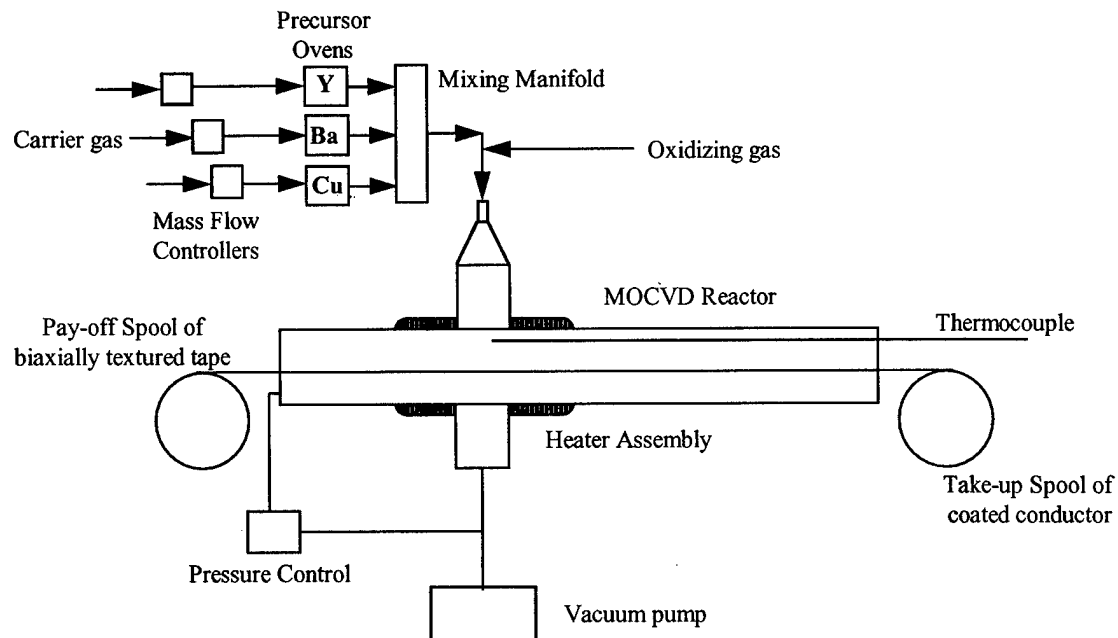 Precursor
Ovens
Y
Mixing Manifold
Carrier gas
Ba
Oxidizing gas
Cu
Mass Flow
Controllers
MOCVD Reactor
Pay-off Spool of
biaxially textured tape
Thermocouple
Heater Assembly
Take-up Spool of
coated conductor
Pressure Control
Vacuum pump